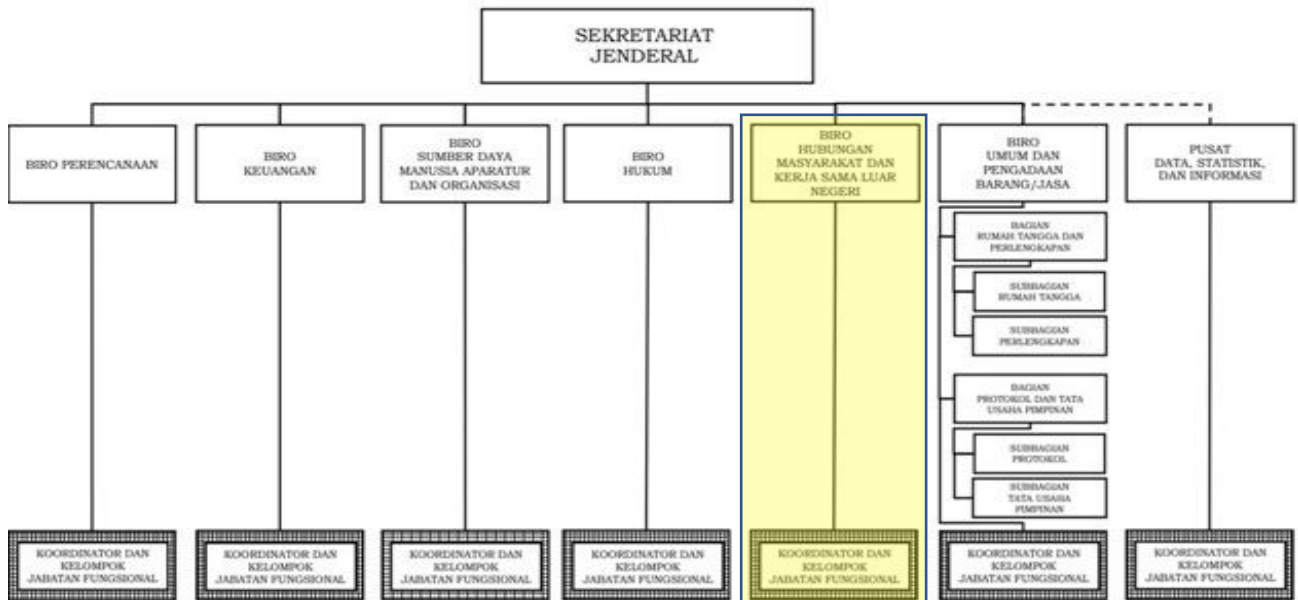 SEKRETARIAT
JENDERAL
BIRO PERENCANAAN
BIRO
KEUANGAN
BIRO
SUMBER DAYA
MANUSIA APARATUR
DAN ORGANISASI
BIRO
HUKUM
BIRO
HUBUNGAN
MASYARAKAT DAN
KERJA SAMA LUAR
NEGERI
BIRO
UMUM DAN
PENGADAAN
BARANG/JASA
PUSAT
DATA, STATISTIK,
DAN INFORMASI
BAGIAN
RUMAH TANGGA DAN
PERLENGKAPAN
SUBBAGIAN
RUMAH TANGGA
SUBBAGIAN
PERLENGKAPAN
BAGIAN
PROTOKOL DAN TATA
USAHA PIMPINAN
SUBBAGIAN
PROTOKOL
SUBBAGIAN
TATA USAHA
PIMPINAN
KOORDINATOR DAN
KELOMPOK
JABATAN FUNGSIONAL
KOORDINATOR DAN
KELOMPOK
JABATAN FUNGSIONAL
KOORDINATOR DAN
KELOMPOK
JABATAN FUNGSIONAL
KOORDINATOR DAN
KELOMPOK
JABATAN FUNGSIONAL
KOORDINATOR DAN
KELOMPOK
JABATAN FUNGSIONAL
KOORDINATOR DAN
KELOMPOK
JABATAN FUNGSIONAL
KOORDINATOR DAN
KELOMPOK
JABATAN FUNGSIONAL